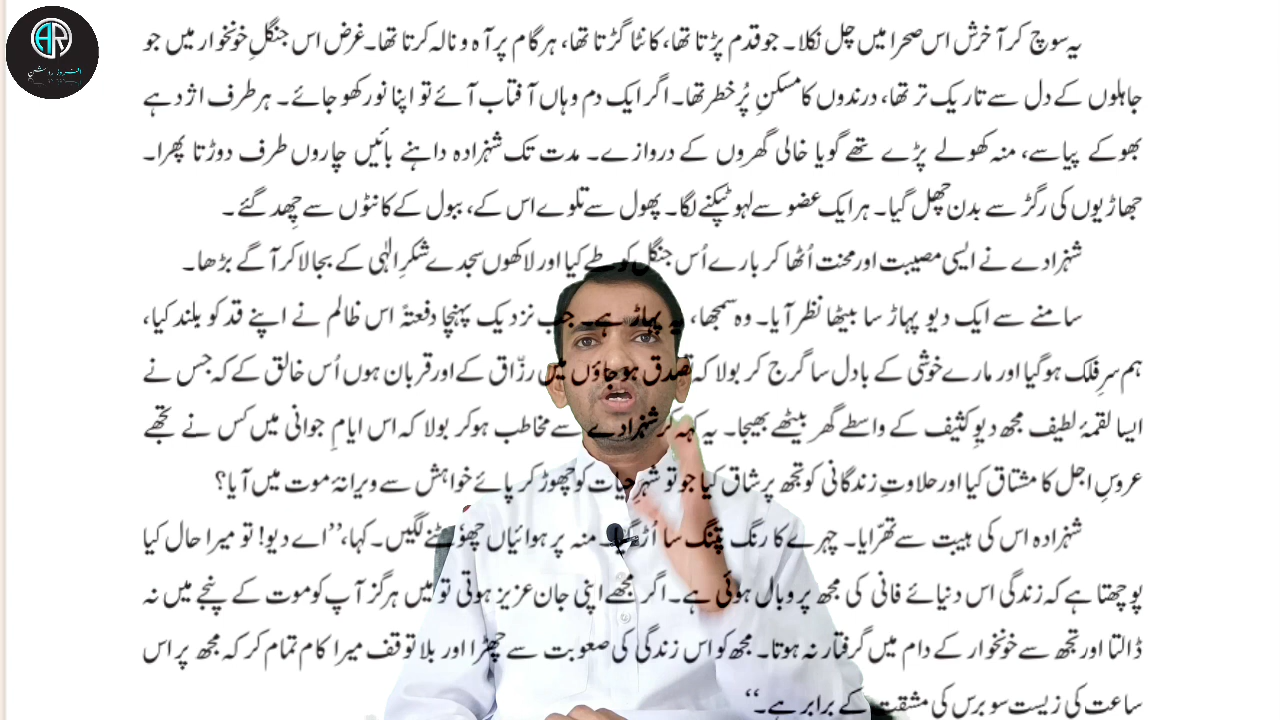 AR
افروز روشن
یہ سوچ کر آخرش اس صحرا میں چل نکلا۔ جو قدم پڑتا تھا، کانٹا گڑتا تھا، ہر گام پر آہ و نالہ کرتا تھا۔ غرض اس جنگلِ خونخوار میں جو
جاہلوں کے دل سے تاریک تر تھا، درندوں کا مسکنِ پُرخطر تھا۔ اگر ایک دم وہاں آفتاب آئے تو اپنا نور کھو جائے۔ ہر طرف اژدہے
بھوکے پیاسے، منہ کھولے پڑے تھے گویا خالی گھروں کے دروازے۔ مدت تک شہزادہ داہنے بائیں چاروں طرف دوڑتا پھرا۔
جھاڑیوں کی رگڑ سے بدن چھل گیا۔ ہر ایک عضو سے لہو ٹپکنے لگا۔ پھول سے تلوے اس کے، ببول کے کانٹوں سے چھد گئے۔
شہزادے نے ایسی مصیبت اور محنت اُٹھا کر بارے اُس جنگل کو طے کیا اور لاکھوں سجدے شکرِ الٰہی کے بجا لا کر آگے بڑھا۔
سامنے سے ایک دیو پہاڑ سا بیٹھا نظر آیا۔ وہ سمجھا، یہ پہاڑ ہے۔ جب نزدیک پہنچا دفعتہً اس ظالم نے اپنے قد کو بلند کیا،
ہم سرِ فلک ہو گیا اور مارے خوشی کے بادل سا گرج کر بولا کہ تصدق ہو جاؤں میں رزّاق کے اور قربان ہوں اُس خالق کے کہ جس نے
ایسا لقمۂ لطیف مجھ دیوِ کثیف کے واسطے گھر بیٹھے بھیجا۔ یہ کہہ کر شہزادے سے مخاطب ہو کر بولا کہ اس ایامِ جوانی میں کس نے تجھے
عروسِ اجل کا مشتاق کیا اور حلاوتِ زندگانی کو تجھ پر شاق کیا جو تو شہرِ حیات کو چھوڑ کر پائے خواہش سے ویرانۂ موت میں آیا؟
شہزادہ اس کی ہیبت سے تھرّایا۔ چہرے کا رنگ پتنگ سا اُڑ گیا۔ منہ پر ہوائیاں چھوٹنے لگیں۔ کہا، ’’اے دیو! تو میرا حال کیا
پوچھتا ہے کہ زندگی اس دنیائے فانی کی مجھ پر وبال ہوئی ہے۔ اگر مجھے اپنی جان عزیز ہوتی تو میں ہرگز آپ کو موت کے پنجے میں نہ
ڈالتا اور تجھ سے خونخوار کے دام میں گرفتار نہ ہوتا۔ مجھ کو اس زندگی کی صعوبت سے چھڑا اور بلا توقف میرا کام تمام کر کہ مجھ پر اس
ساعت کی زیست سو برس کی مشقت کے برابر ہے۔‘‘